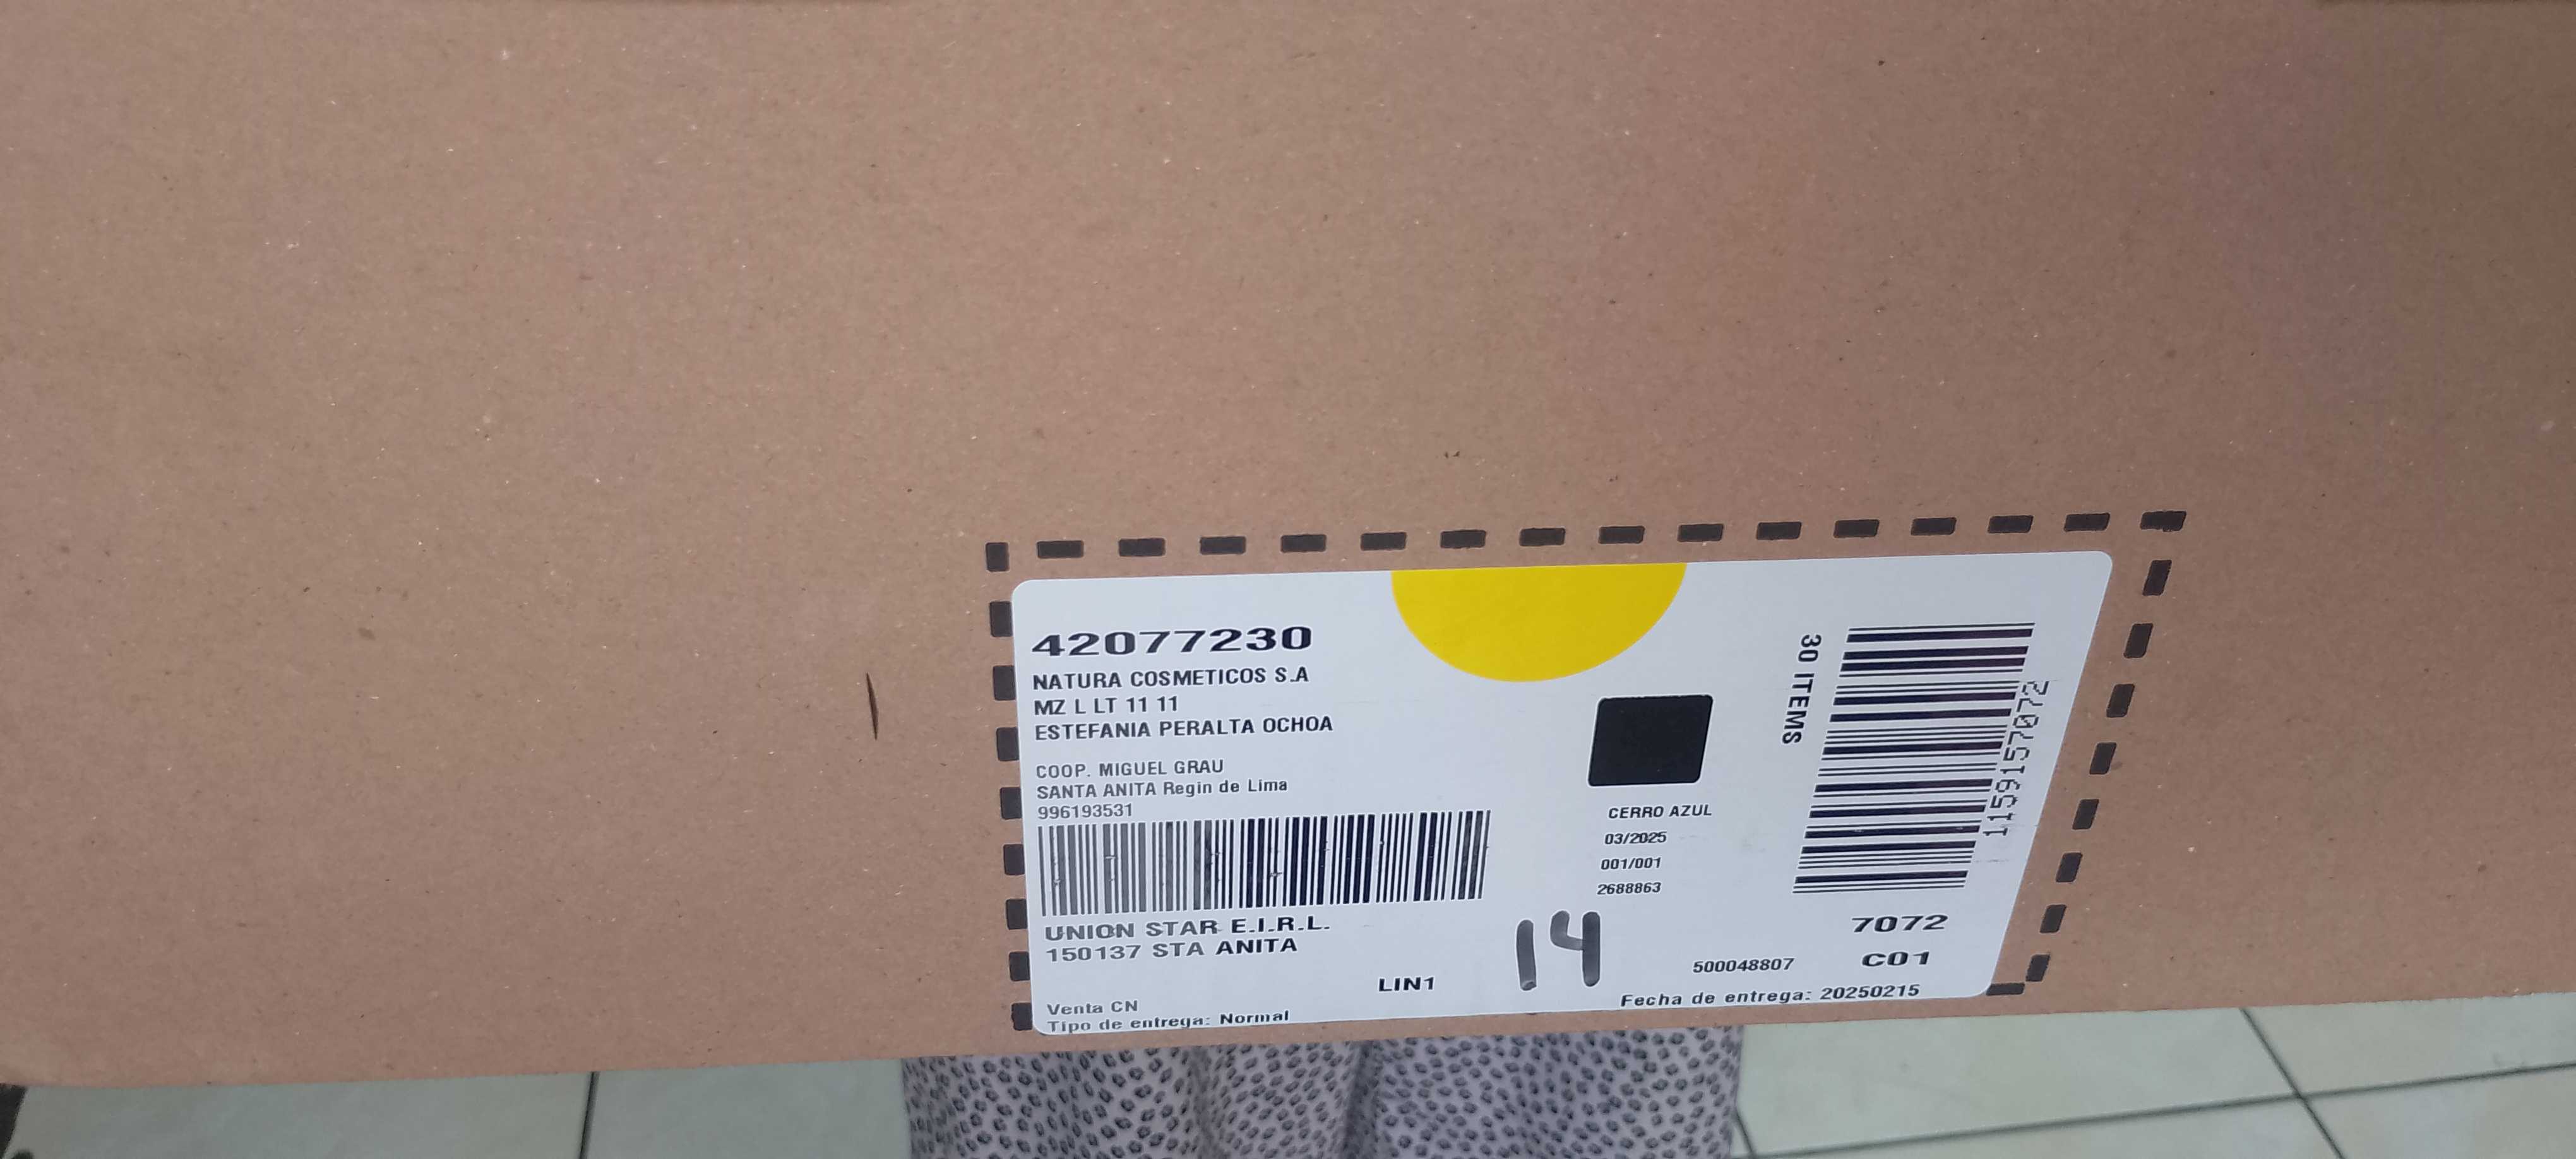 42077230
NATURA COSMETICOS S.A
MZ L LT 11 11
ESTEFANIA PERALTA OCHOA
COOP. MIGUEL GRAU
SANTA ANITA Regin de Lima
996193531
UNION STAR E.I.R.L.
150137 STA ANITA
LIN1
Venta CN
Tipo de entrega: Normal
CERRO AZUL
03/2025
001/001
2688863
14
30 ITEMS
1159157072
7072
C01
500048807
Fecha de entrega: 20250215